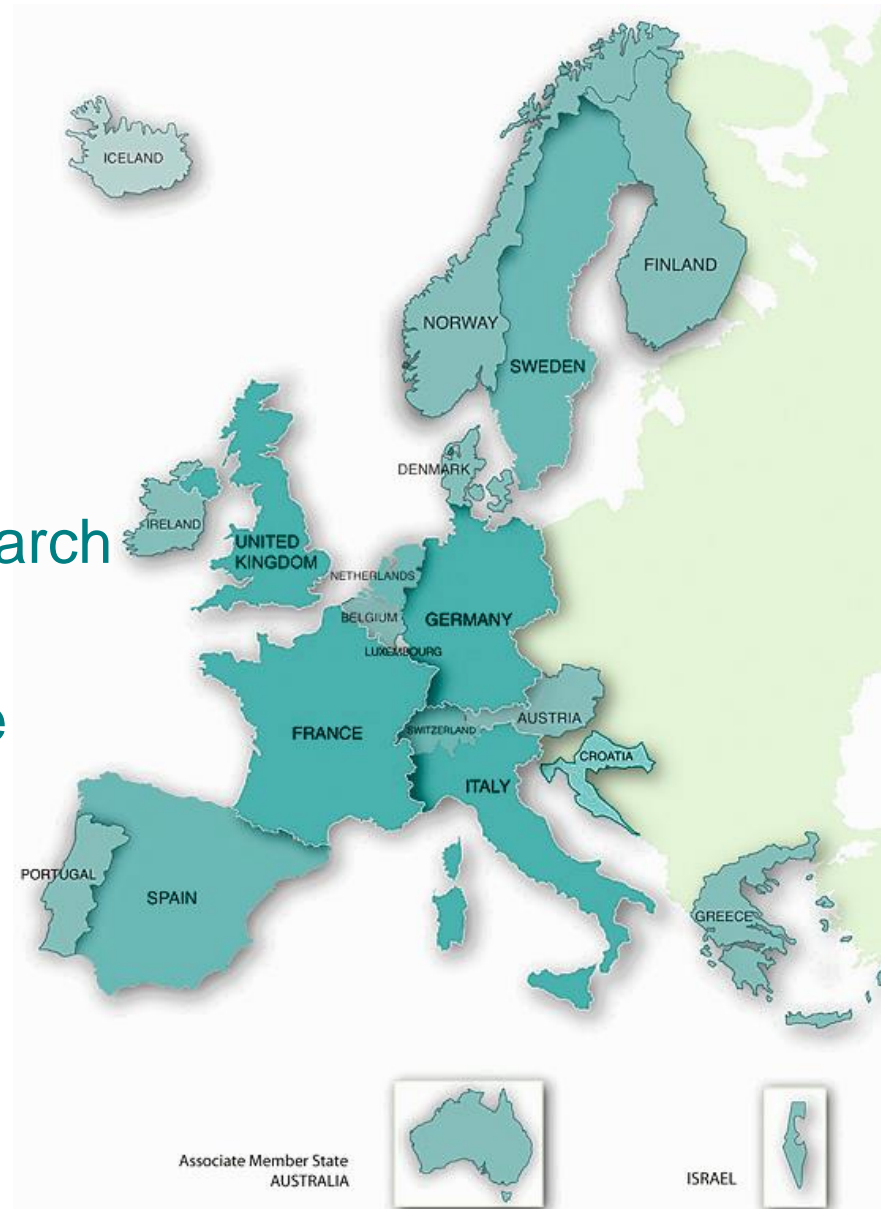 ICELAND
FINLAND
NORWAY
SWEDEN
DENMARK
arch
IRELAND
UNITED
KINGDOM
NETHERLANDS
BELGIUM
GERMANY
LUXEMBOURG
e
FRANCE
SWITZERLAND
AUSTRIA
CROATIA
ITALY
PORTUGAL
SPAIN
GREECE
Associate Member State
AUSTRALIA
ISRAEL